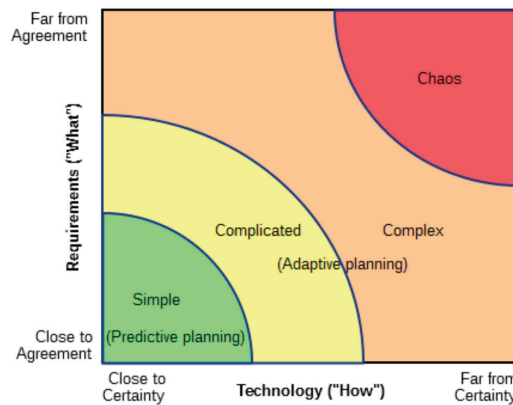 Far from
Agreement
Chaos
Requirements ("What")
Complicated
Complex
(Adaptive planning)
Simple
(Predictive planning)
Close to
Agreement
Close to
Certainty
Technology ("How")
Far from
Certainty